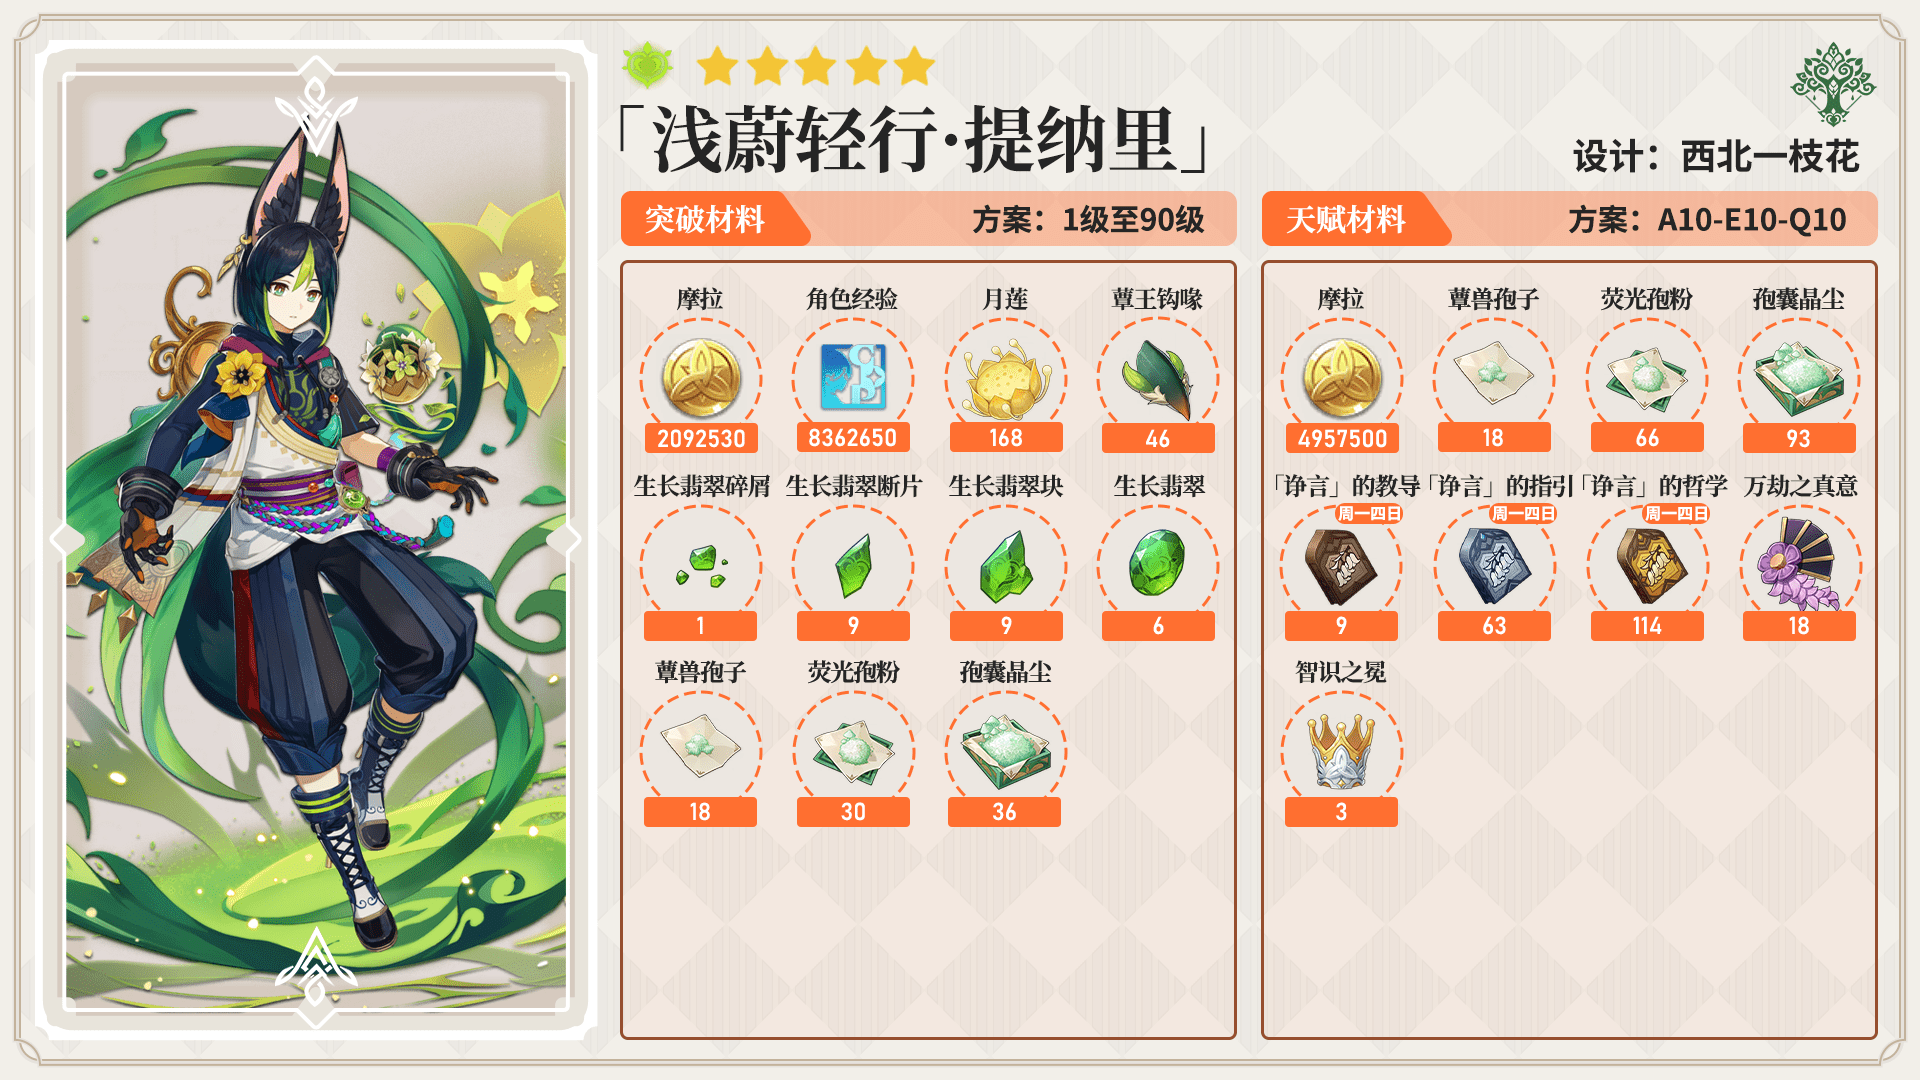 「浅蔚轻行·提纳里」
设计：西北一枝花
突破材料
方案：1级至90级
摩拉
角色经验
月莲
蕈王钩喙
2092530
8362650
168
46
生长翡翠碎屑
生长翡翠断片
生长翡翠块
生长翡翠
1
9
9
6
蕈兽孢子
荧光孢粉
孢囊晶尘
18
30
36
天赋材料
方案：A10-E10-Q10
摩拉
蕈兽孢子
荧光孢粉
孢囊晶尘
4957500
18
66
93
「诤言」的教导
「诤言」的指引
「诤言」的哲学
万劫之真意
周一四日
周一四日
周一四日
9
63
114
18
智识之冕
3